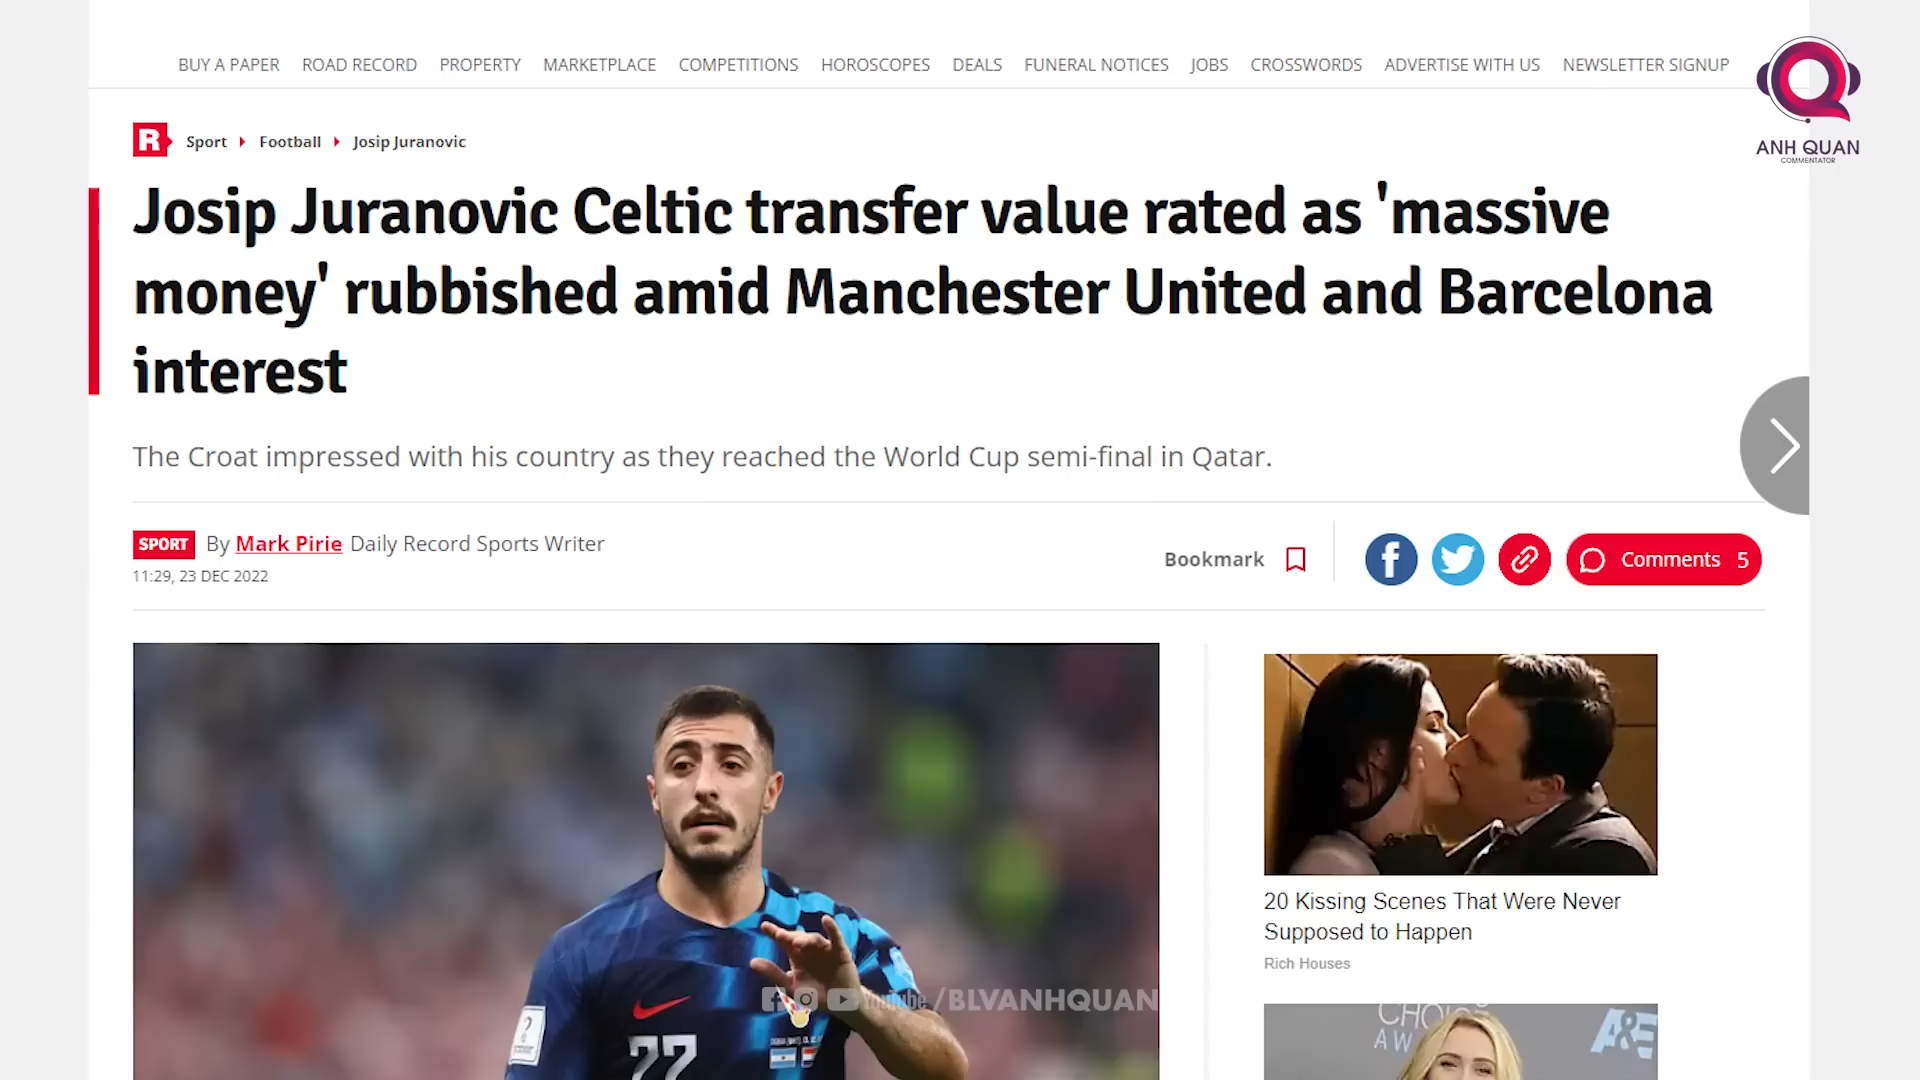 BUY A PAPER ROAD RECORD PROPERTY MARKETPLACE COMPETITIONS HOROSCOPES DEALS FUNERAL NOTICES JOBS CROSSWORDS ADVERTISE WITH US NEWSLETTER SIGNUP
ANH QUAN
COMMENTATOR
R Sport Football Josip Juranovic
Josip Juranovic Celtic transfer value rated as 'massive
money' rubbished amid Manchester United and Barcelona
interest
The Croat impressed with his country as they reached the World Cup semi-final in Qatar.
SPORT By Mark Pirie Daily Record Sports Writer
11:29, 23 DEC 2022
Bookmark
Comments 5
20 Kissing Scenes That Were Never
Supposed to Happen
Rich Houses
Youtube /BLVANHQUAN
22
CHOICE
AW
A&E